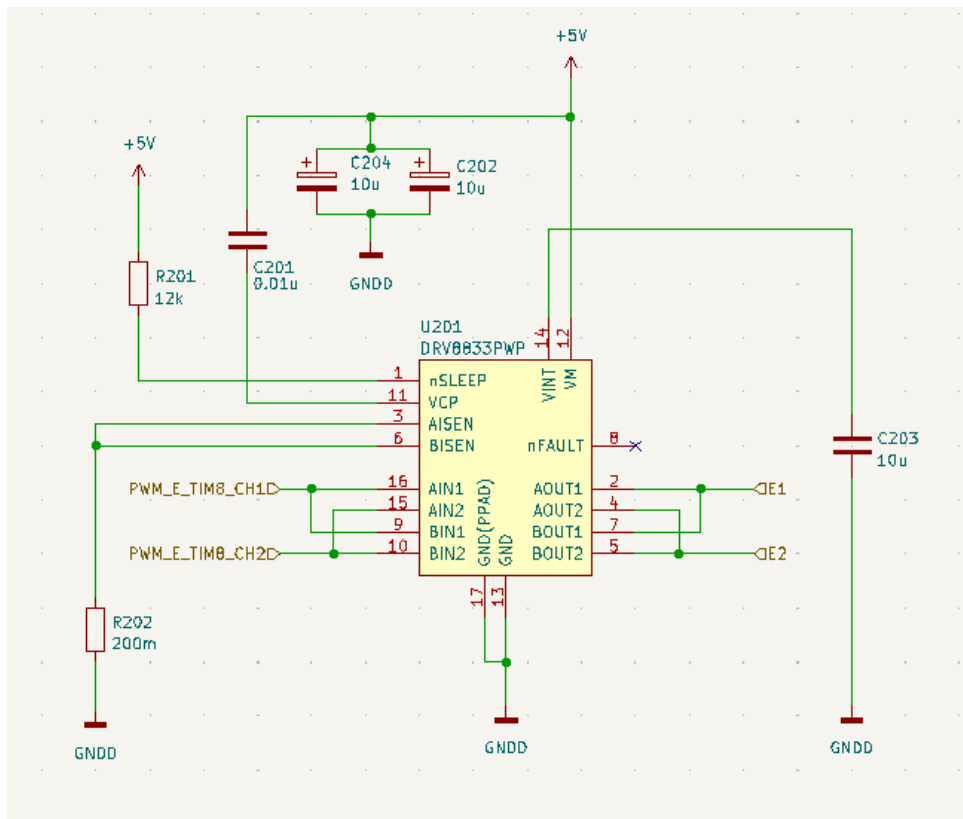 +5V
+5V
C204
10u
C202
10u
C201
0.01u
GNDD
R201
12k
U201
DRV8833PWP
14
12
VINT
VM
1
nSLEEP
11
VCP
3
AISEN
6
BISEN
nFAULT
8
C203
10u
PWM_E_TIM8_CH1
16
AIN1
AOUT1
2
E1
15
AIN2
AOUT2
4
9
BIN1
BOUT1
7
PWM_E_TIM8_CH2
10
BIN2
BOUT2
5
E2
GND(PPAD)
GND
17
13
R202
200m
GNDD
GNDD
GNDD